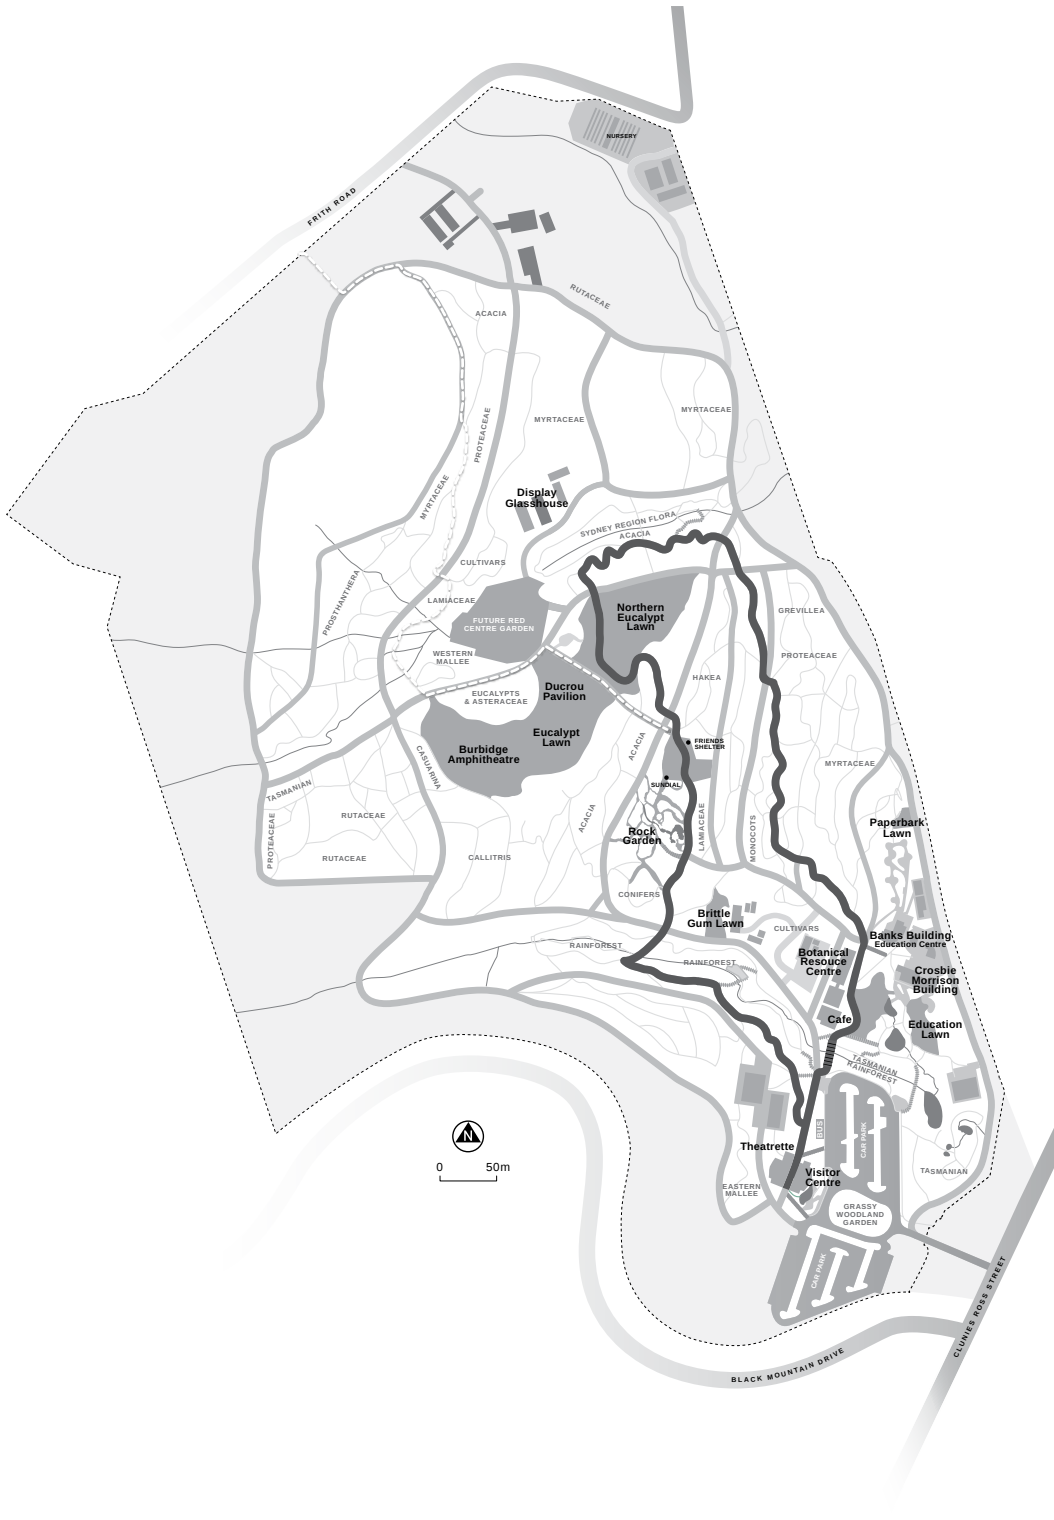 NURSERY
FRITH ROAD
RUTACEAE
ACACIA
MYRTACEAE
MYRTACEAE
PROTEACEAE
MYRTACEAE
Display
Glasshouse
SYDNEY REGION FLORA
ACACIA
CULTIVARS
PROSTHANTHERA
LAMIACEAE
Northern
Eucalypt
Lawn
GREVILLEA
FUTURE RED
CENTRE GARDEN
WESTERN
MALLEE
PROTEACEAE
HAKEA
EUCALYPTS
& ASTERACEAE
Ducrou
Pavilion
Eucalypt
Lawn
Burbidge
Amphitheatre
CASUARINA
ACACIA
FRIENDS
SHELTER
MYRTACEAE
SUNDIAL
TASMANIAN
RUTACEAE
PROTEACEAE
RUTACEAE
CALLITRIS
ACACIA
Rock
Garden
LAMIACEAE
MONOCOTS
Paperbark
Lawn
CONIFERS
Brittle
Gum Lawn
CULTIVARS
Banks Building
Education Centre
RAINFOREST
RAINFOREST
Botanical
Resouce
Centre
Crosbie
Morrison
Building
Cafe
Education
Lawn
TASMANIAN
RAINFOREST
N
0 50m
BUS
CAR PARK
Theatrette
Visitor
Centre
TASMANIAN
EASTERN
MALLEE
GRASSY
WOODLAND
GARDEN
CAR PARK
CLUNIES ROSS STREET
BLACK MOUNTAIN DRIVE